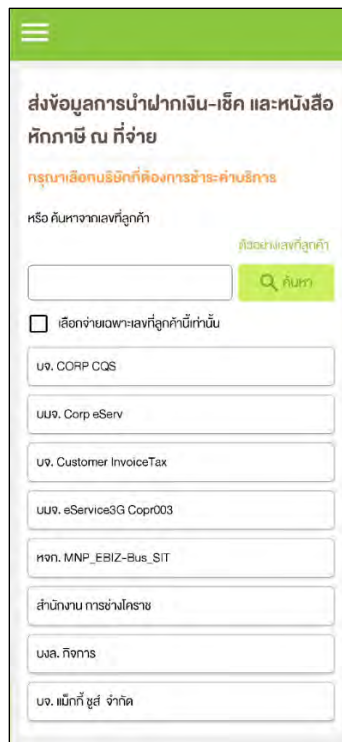 ส่งข้อมูลการนำฝากเงิน-เช็ค และหนังสือ
หักภาษี ณ ที่จ่าย
กรุณาเลือกบริษัทที่ต้องการชำระค่าบริการ
หรือ ค้นหาจากเลขที่ลูกค้า
ตัวอย่างเลขที่ลูกค้า
ค้นหา
เลือกจ่ายเฉพาะเลขที่ลูกค้านี้เท่านั้น
บจ. CORP CQS
บมจ. Corp eServ
บจ. Customer InvoiceTax
บมจ. eService3G Copr003
หจก. MNP_EBIZ-Bus_SIT
สำนักงาน การช่างโคราช
บงล. กิจการ
บจ. แม็กกี้ ชูส์ จำกัด